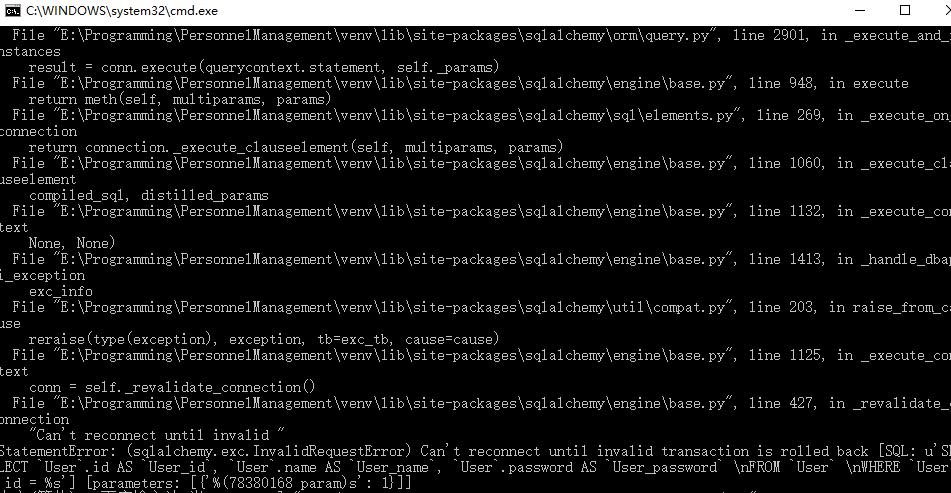 C:\WINDOWS\system32\cmd.exe
File "E:\Programming\PersonnelManagement\venv\lib\site-packages\sqlalchemy\orm\query.py", line 2901, in _execute_and_i
nstances
result = conn.execute(querycontext.statement, self._params)
File "E:\Programming\PersonnelManagement\venv\lib\site-packages\sqlalchemy\engine\base.py", line 948, in execute
return meth(self, multiparams, params)
File "E:\Programming\PersonnelManagement\venv\lib\site-packages\sqlalchemy\sql\elements.py", line 269, in _execute_on_
connection
return connection._execute_clauseelement(self, multiparams, params)
File "E:\Programming\PersonnelManagement\venv\lib\site-packages\sqlalchemy\engine\base.py", line 1060, in _execute_cla
useelement
compiled_sql, distilled_params
File "E:\Programming\PersonnelManagement\venv\lib\site-packages\sqlalchemy\engine\base.py", line 1132, in _execute_con
text
None, None)
File "E:\Programming\PersonnelManagement\venv\lib\site-packages\sqlalchemy\engine\base.py", line 1413, in _handle_dbap
i_exception
exc_info
File "E:\Programming\PersonnelManagement\venv\lib\site-packages\sqlalchemy\util\compat.py", line 203, in raise_from_ca
use
reraise(type(exception), exception, tb=exc_tb, cause=cause)
File "E:\Programming\PersonnelManagement\venv\lib\site-packages\sqlalchemy\engine\base.py", line 1125, in _execute_con
text
conn = self._revalidate_connection()
File "E:\Programming\PersonnelManagement\venv\lib\site-packages\sqlalchemy\engine\base.py", line 427, in _revalidate_c
onnection
"Can't reconnect until invalid "
StatementError: (sqlalchemy.exc.InvalidRequestError) Can't reconnect until invalid transaction is rolled back [SQL: u'SE
LECT `User`.id AS `User_id`, `User`.name AS `User_name`, `User`.password AS `User_password` \nFROM `User` \nWHERE `User`
.id = %s'] [parameters: [{'%(78380168 param)s': 1}]]